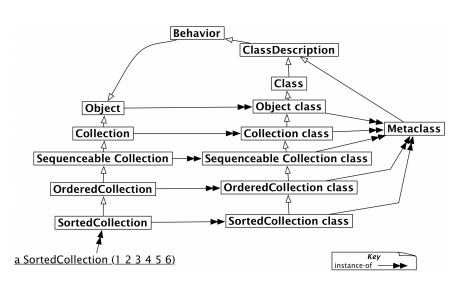 Behavior
ClassDescription
Class
Object
Object class
Metaclass
Collection
Collection class
Sequenceable Collection
Sequenceable Collection class
OrderedCollection
OrderedCollection class
SortedCollection
SortedCollection class
a SortedCollection (1 2 3 4 5 6)
Key
instance-of